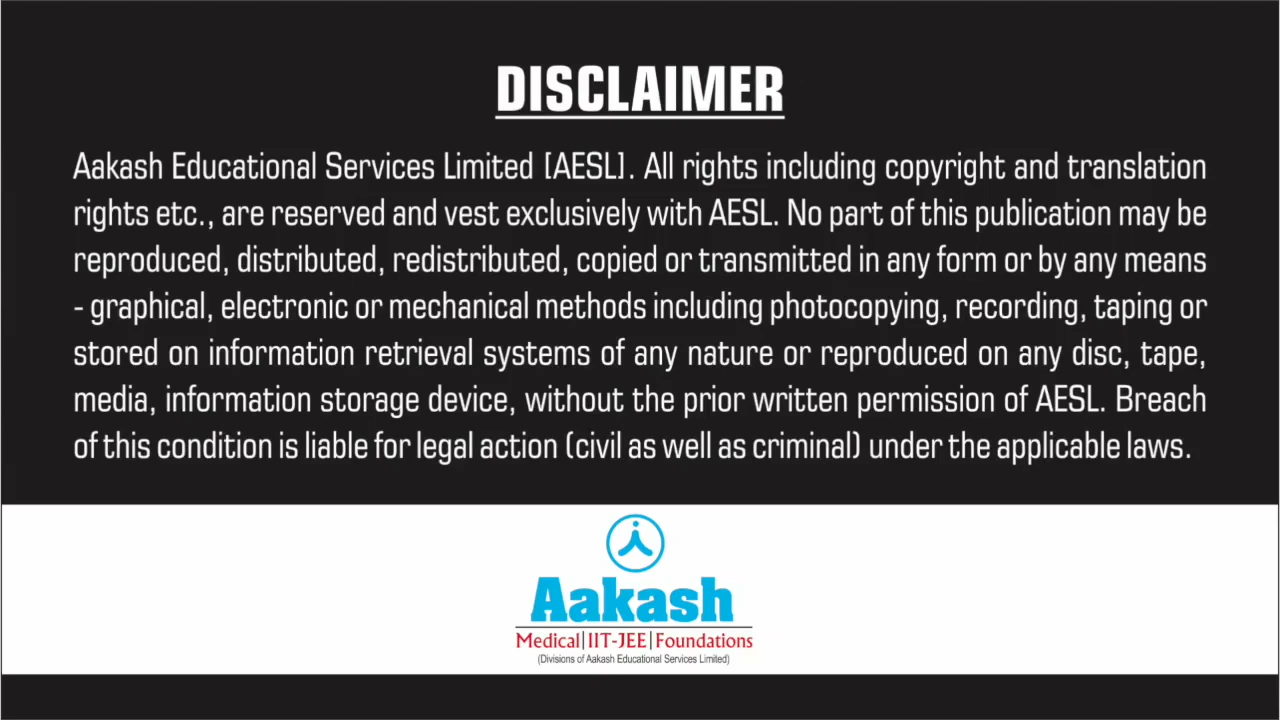 DISCLAIMER
Aakash Educational Services Limited [AESL]. All rights including copyright and translation
rights etc., are reserved and vest exclusively with AESL. No part of this publication may be
reproduced, distributed, redistributed, copied or transmitted in any form or by any means
- graphical, electronic or mechanical methods including photocopying, recording, taping or
stored on information retrieval systems of any nature or reproduced on any disc, tape,
media, information storage device, without the prior written permission of AESL. Breach
of this condition is liable for legal action (civil as well as criminal) under the applicable laws.
Aakash
Medical|IIT-JEE|Foundations
(Divisions of Aakash Educational Services Limited)